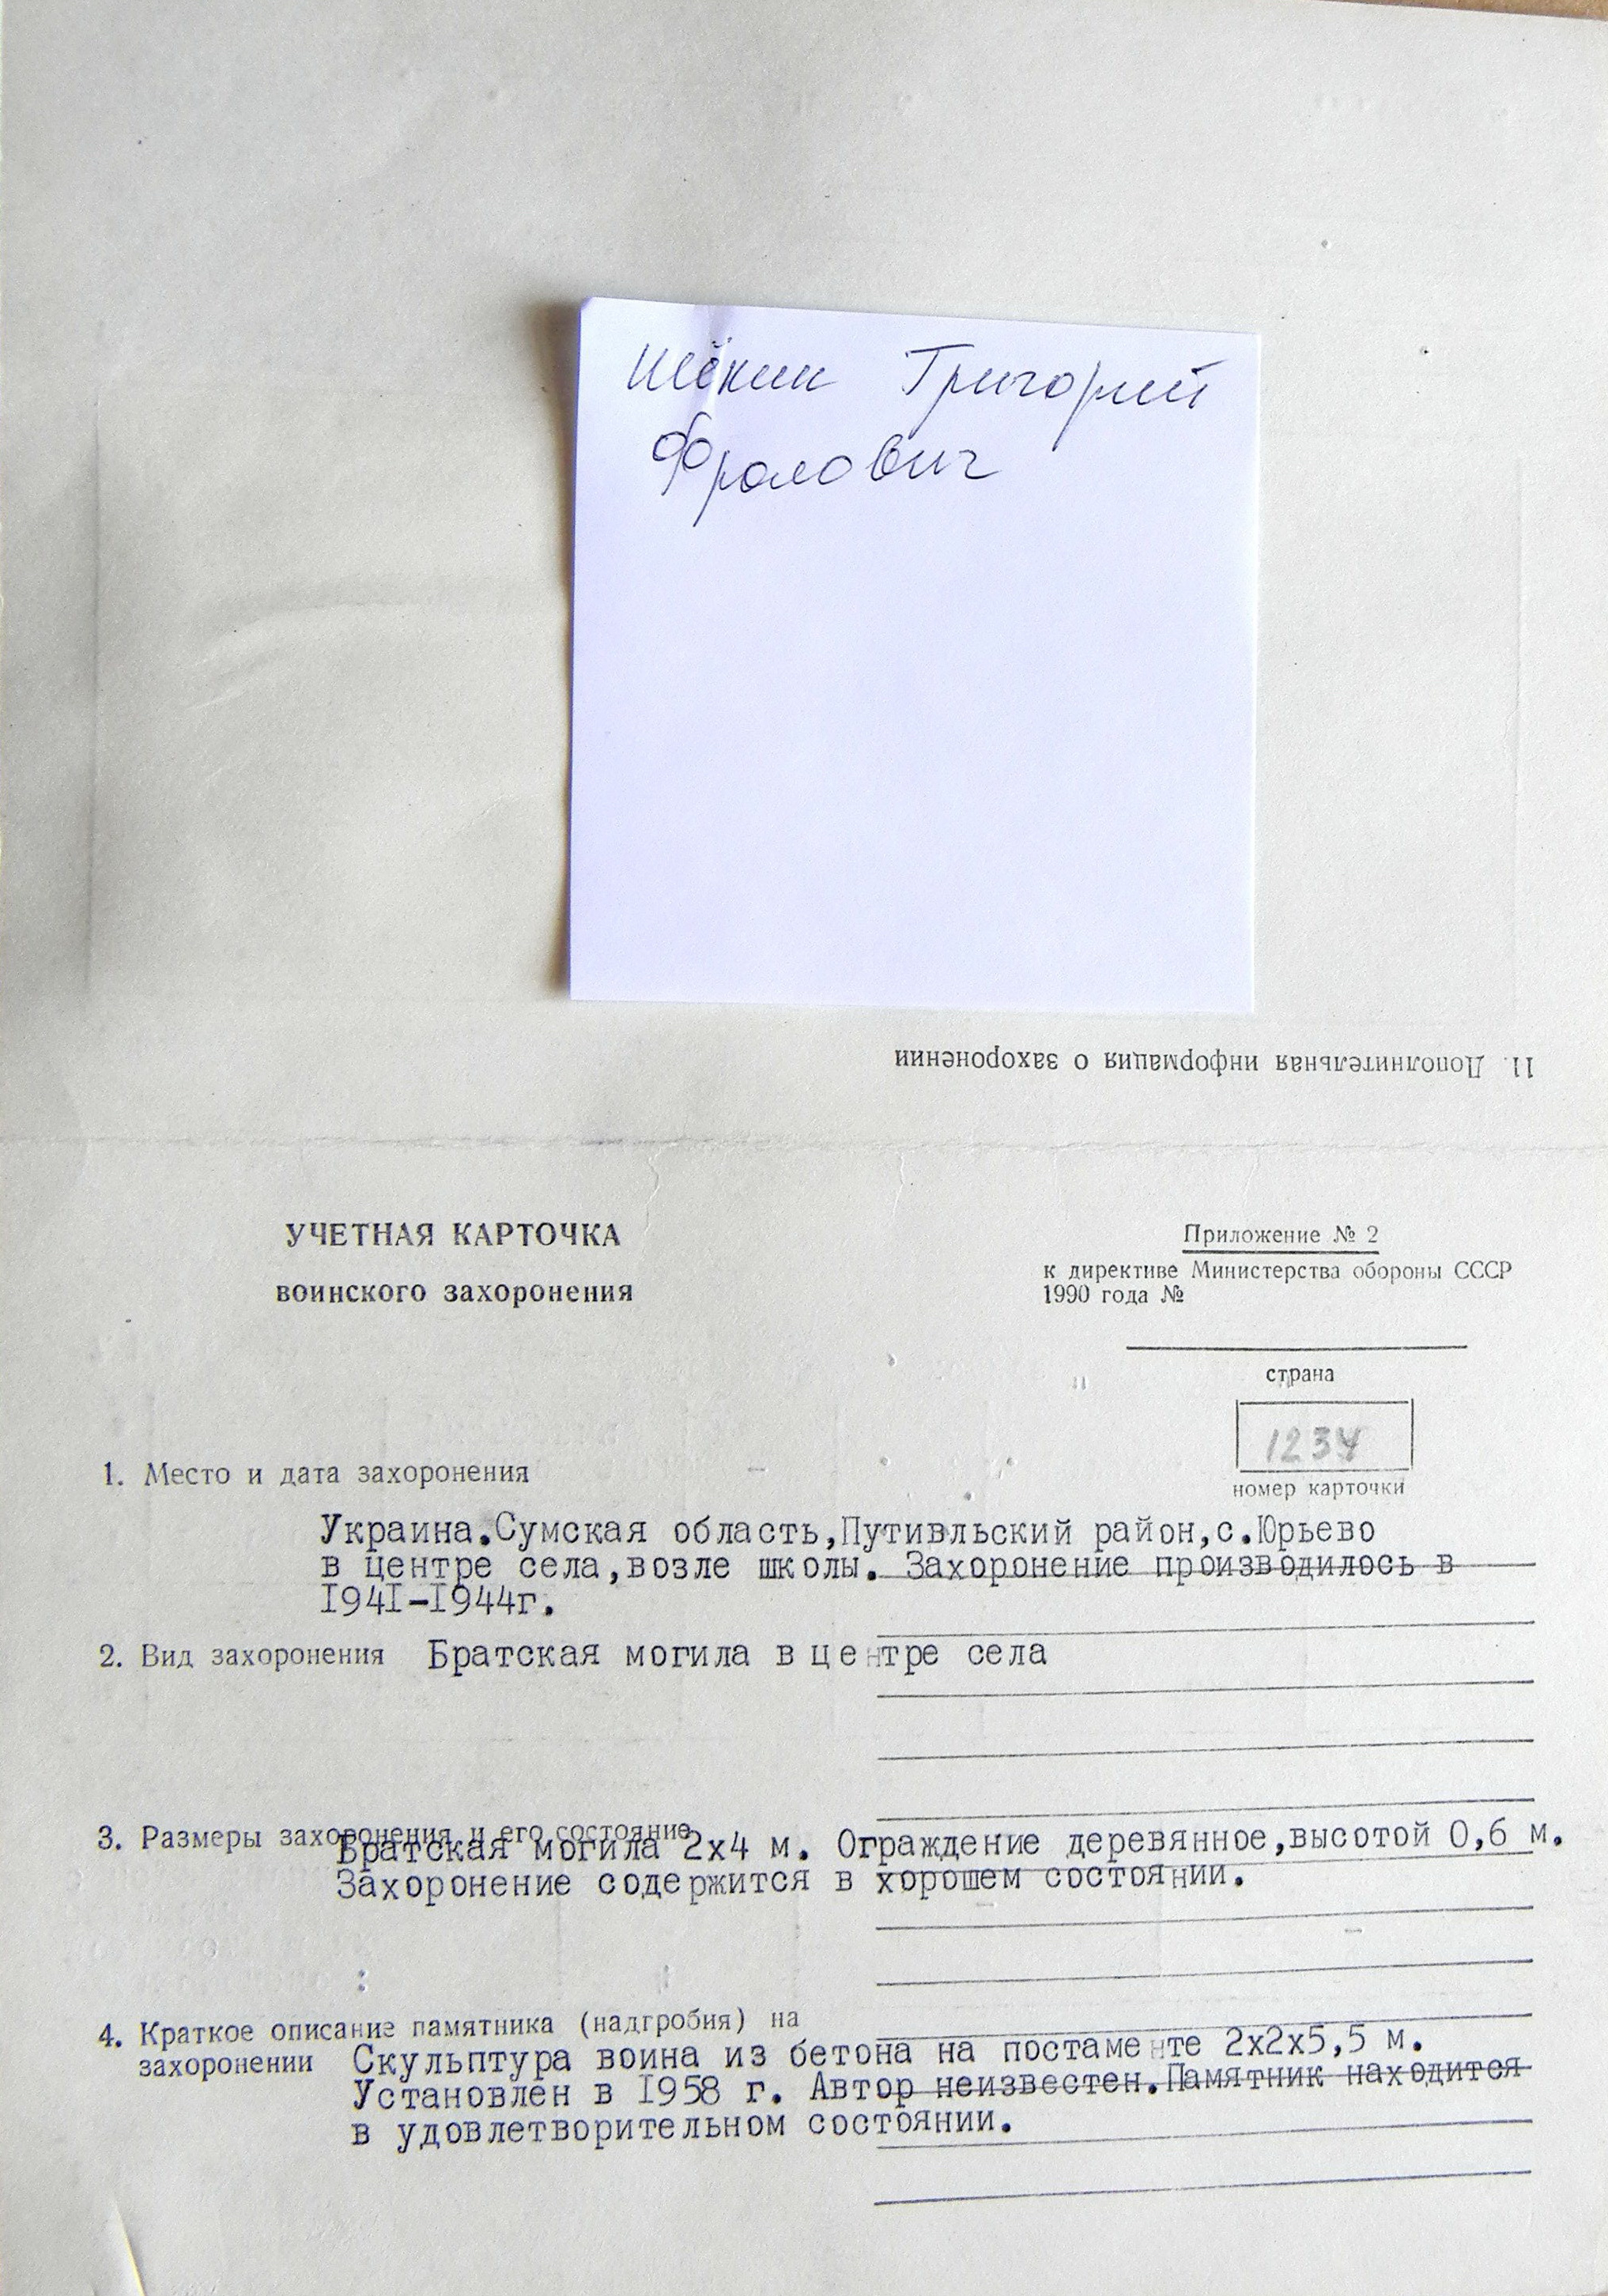 Шёкин Григорий
Фролович
11. Дополнительная информация о захоронении
УЧЕТНАЯ КАРТОЧКА
воинского захоронения
Приложение № 2
к директиве Министерства обороны СССР
1990 года №
страна
1234
номер карточки
1. Место и дата захоронения
Украина.Сумская область,Путивльский район,с.Юрьево
в центре села,возле школы. Захоронение производилось в
1941-1944г.
2. Вид захоронения Братская могила в центре села
3. Размеры захоронения и его состояние
Братская могила 2х4 м. Ограждение деревянное,высотой 0,6 м.
Захоронение содержится в хорошем состоянии.
4. Краткое описание памятника (надгробия) на
захоронении Скульптура воина из бетона на постаменте 2х2х5,5 м.
Установлен в 1958 г. Автор неизвестен.Памятник находится
в удовлетворительном состоянии.